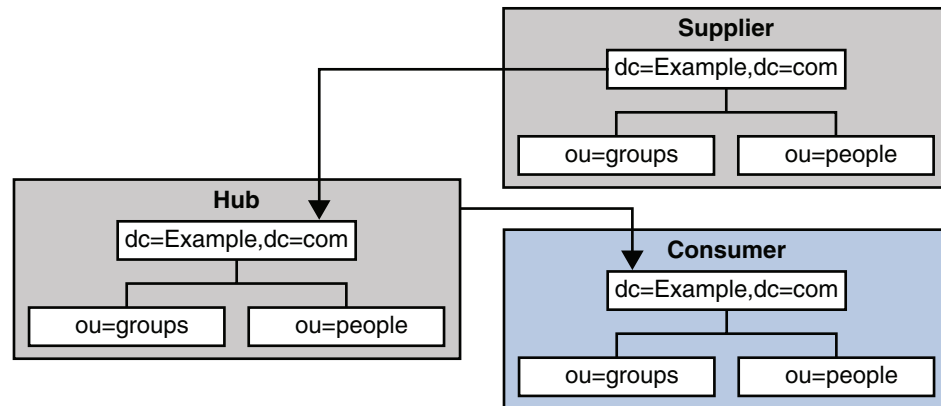 Supplier
dc=Example,dc=com
ou=groups
ou=people
Hub
dc=Example,dc=com
ou=groups
ou=people
Consumer
dc=Example,dc=com
ou=groups
ou=people